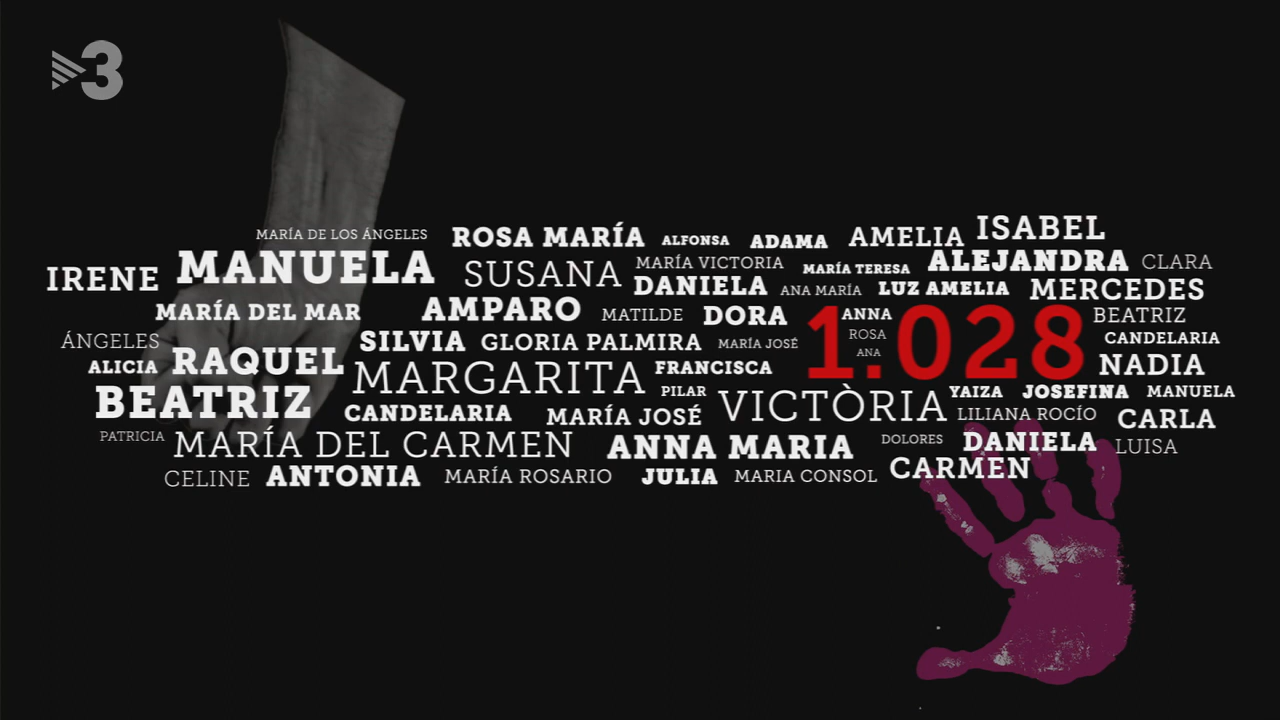 3
MARÍA DE LOS ÁNGELES ROSA MARÍA ALFONSA ADAMA AMELIA ISABEL
IRENE MANUELA SUSANA MARÍA VICTORIA MARÍA TERESA ALEJANDRA CLARA
DANIELA ANA MARÍA LUZ AMELIA MERCEDES
MARÍA DEL MAR AMPARO MATILDE DORA 1.028 ANNA BEATRIZ
ÁNGELES SILVIA GLORIA PALMIRA MARÍA JOSÉ ROSA CANDELARIA
ANA
ALICIA RAQUEL MARGARITA FRANCISCA NADIA
BEATRIZ PILAR VICTÒRIA YAIZA JOSEFINA MANUELA
CANDELARIA MARÍA JOSÉ LILIANA ROCÍO CARLA
PATRICIA MARÍA DEL CARMEN ANNA MARIA DOLORES DANIELA LUISA
CELINE ANTONIA MARÍA ROSARIO JULIA MARIA CONSOL CARMEN